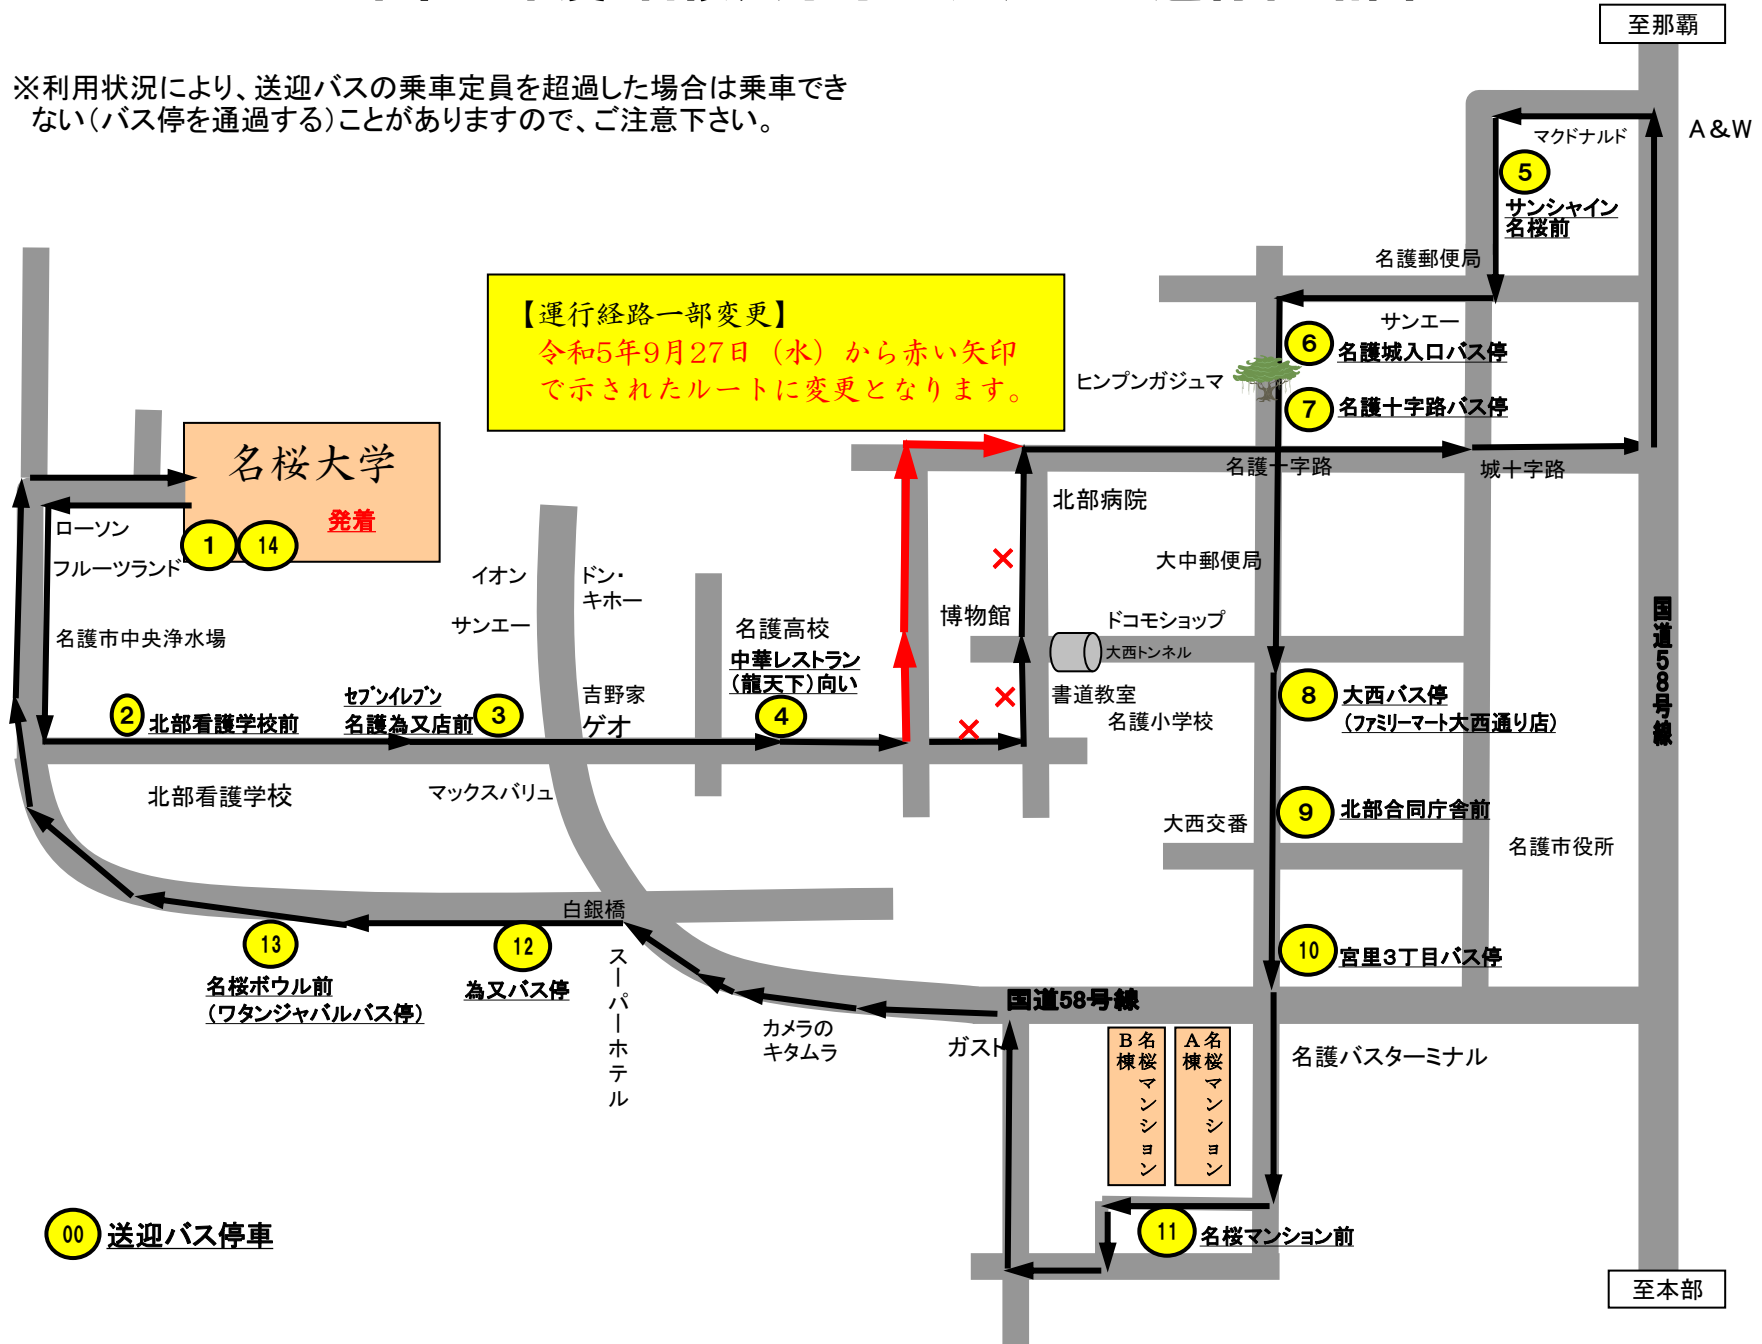 至那覇
※利用状況により、送迎バスの乗車定員を超過した場合は乗車でき
ない(バス停を通過する)ことがありますので、ご注意下さい。
A&W
マクドナルド
5
サンシャイン
名桜前
名護郵便局
【運行経路一部変更】
令和5年9月27日（水）から赤い矢印
で示されたルートに変更となります。
サンエー
6
名護城入口バス停
ヒンプンガジュマ
7
名護十字路バス停
名桜大学
発着
1
14
名護十字路
城十字路
北部病院
ローソン
フルーツランド
イオン
ドン・
キホー
大中郵便局
サンエー
博物館
ドコモショップ
名護市中央浄水場
名護高校
中華レストラン
(龍天下)向い
4
大西トンネル
国道58号線
2
北部看護学校前
セブンイレブン
名護為又店前
3
吉野家
ゲオ
書道教室
名護小学校
8
大西バス停
(ファミリーマート大西通り店)
北部看護学校
マックスバリュ
大西交番
9
北部合同庁舎前
名護市役所
白銀橋
13
名桜ボウル前
(ワタンジャバルバス停)
12
為又バス停
スーパーホテル
10
宮里3丁目バス停
国道58号線
カメラの
キタムラ
ガスト
名桜マンション
B棟
名桜マンション
A棟
名護バスターミナル
11
名桜マンション前
00
送迎バス停車
至本部